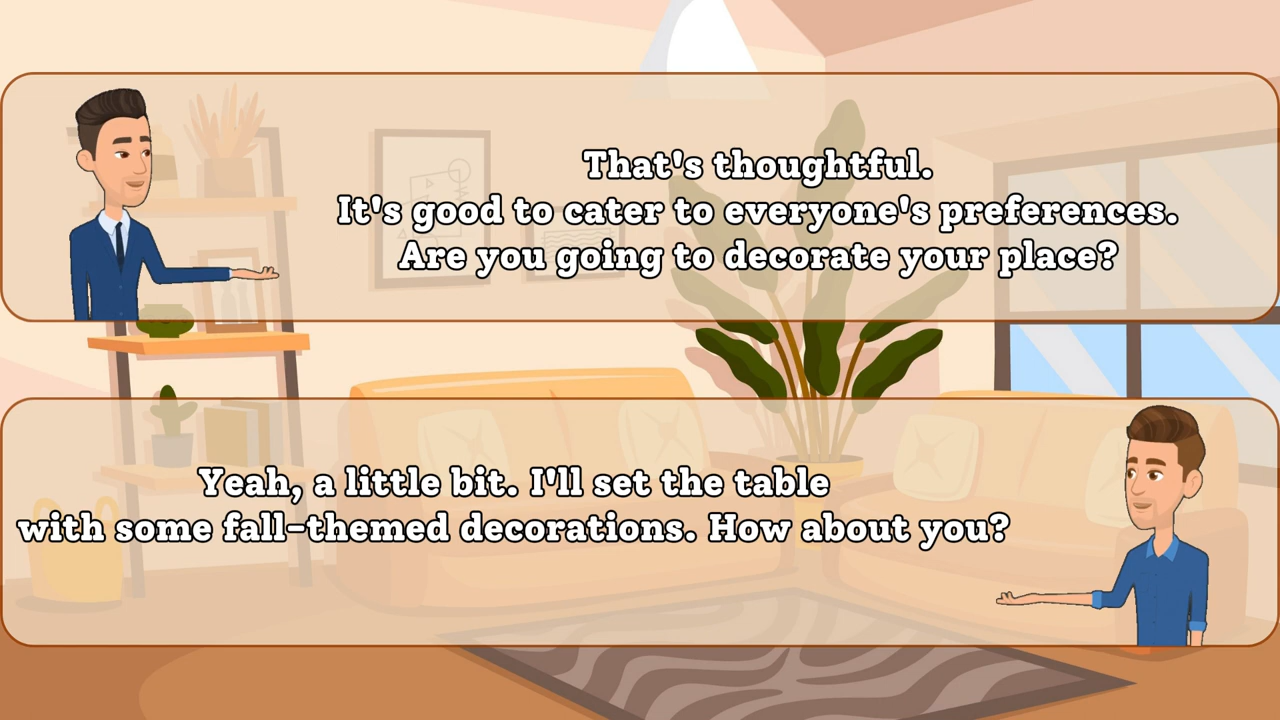 That's thoughtful.
It's good to cater to everyone's preferences.
Are you going to decorate your place?
Yeah, a little bit. I'll set the table
with some fall-themed decorations. How about you?